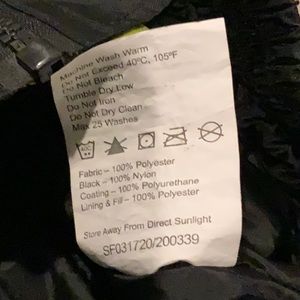 Machine Wash Warm
Do Not Exceed 40ºC, 105ºF
Do Not Bleach
Tumble Dry Low
Do Not Iron
Do Not Dry Clean
Max 25 Washes
Fabric – 100% Polyester
Black – 100% Nylon
Coating – 100% Polyurethane
Lining & Fill – 100% Polyester
Store Away From Direct Sunlight
SF031720/200339